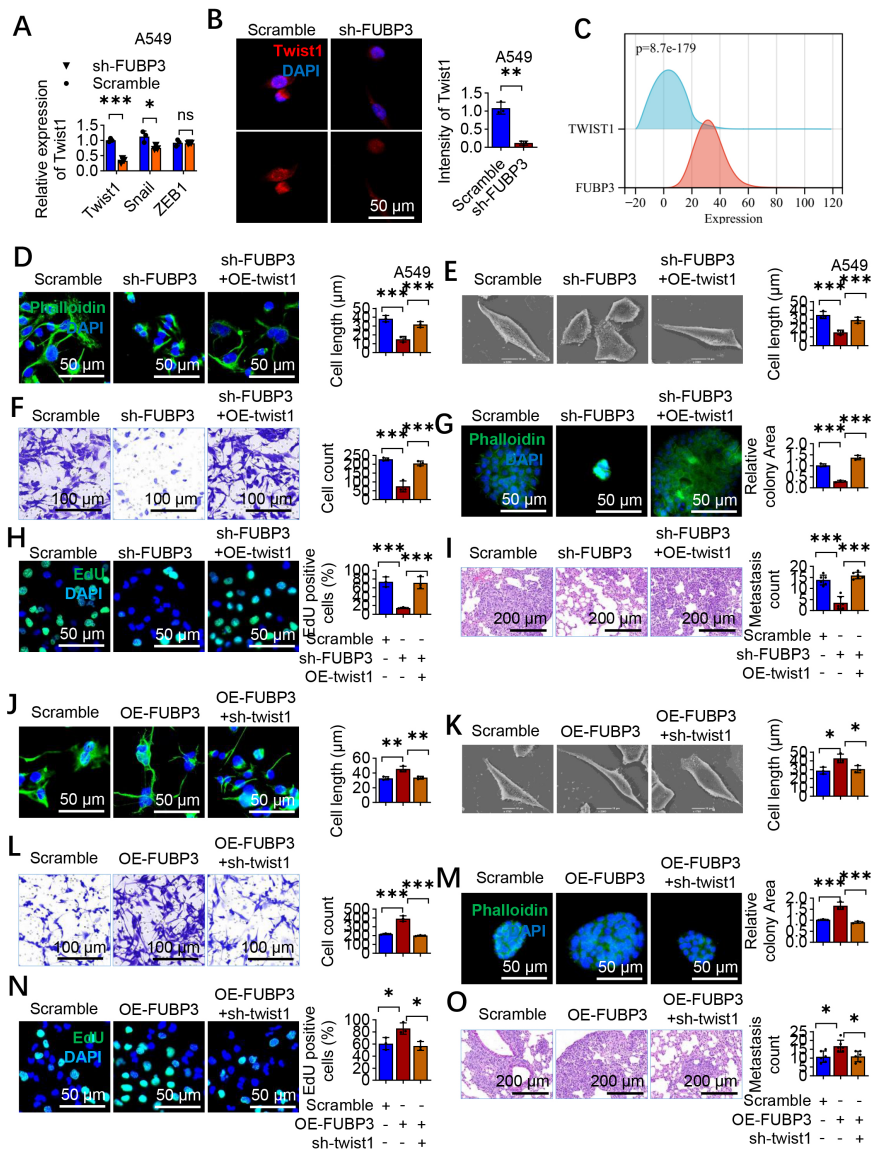 A
A549
sh-FUBP3
Scramble
***
*
ns
Relative expression
of Twist1
1.5
1.0
0.5
0.0
Twist1
Snail
ZEB1
B
Scramble
sh-FUBP3
Twist1
DAPI
50 µm
A549
**
Intensity of Twist1
1.5
1.0
0.5
0.0
Scramble
sh-FUBP3
C
p=8.7e-179
TWIST1
FUBP3
−20 0 20 40 60 80 100 120
Expression
D
Scramble
sh-FUBP3
sh-FUBP3
+OE-twist1
Phalloidin
DAPI
50 µm
50 µm
50 µm
A549
*** ***
Cell length (µm)
50
40
30
20
10
0
E
Scramble
sh-FUBP3
sh-FUBP3
+OE-twist1
A549
*** ***
Cell length (µm)
50
40
30
20
10
0
F
Scramble
sh-FUBP3
sh-FUBP3
+OE-twist1
100 µm
100 µm
100 µm
*** ***
Cell count
250
200
150
100
50
0
G
Scramble
sh-FUBP3
sh-FUBP3
+OE-twist1
Phalloidin
DAPI
50 µm
50 µm
50 µm
*** ***
Relative
colony Area
2.0
1.5
1.0
0.5
0.0
H
Scramble
sh-FUBP3
sh-FUBP3
+OE-twist1
EdU
DAPI
50 µm
50 µm
50 µm
*** ***
EdU positive
cells (%)
100
80
60
40
20
0
Scramble + - -
sh-FUBP3 - + +
OE-twist1 - - +
I
Scramble
sh-FUBP3
sh-FUBP3
+OE-twist1
200 µm
200 µm
200 µm
*** ***
Metastasis
count
20
15
10
5
0
Scramble + - -
sh-FUBP3 - + +
OE-twist1 - - +
J
Scramble
OE-FUBP3
OE-FUBP3
+sh-twist1
50 µm
50 µm
50 µm
** **
Cell length (µm)
60
40
20
0
K
Scramble
OE-FUBP3
OE-FUBP3
+sh-twist1
* *
Cell length (µm)
50
40
30
20
10
0
L
Scramble
OE-FUBP3
OE-FUBP3
+sh-twist1
100 µm
100 µm
100 µm
*** ***
Cell count
500
400
300
200
100
0
M
Scramble
OE-FUBP3
OE-FUBP3
+sh-twist1
Phalloidin
DAPI
50 µm
50 µm
50 µm
*** ***
Relative
colony Area
2.0
1.5
1.0
0.5
0.0
N
Scramble
OE-FUBP3
OE-FUBP3
+sh-twist1
EdU
DAPI
50 µm
50 µm
50 µm
* *
EdU positive
cells (%)
100
80
60
40
20
0
Scramble + - -
OE-FUBP3 - + +
sh-twist1 - - +
O
Scramble
OE-FUBP3
OE-FUBP3
+sh-twist1
200 µm
200 µm
200 µm
* *
Metastasis
count
25
20
15
10
5
0
Scramble + - -
OE-FUBP3 - + +
sh-twist1 - - +